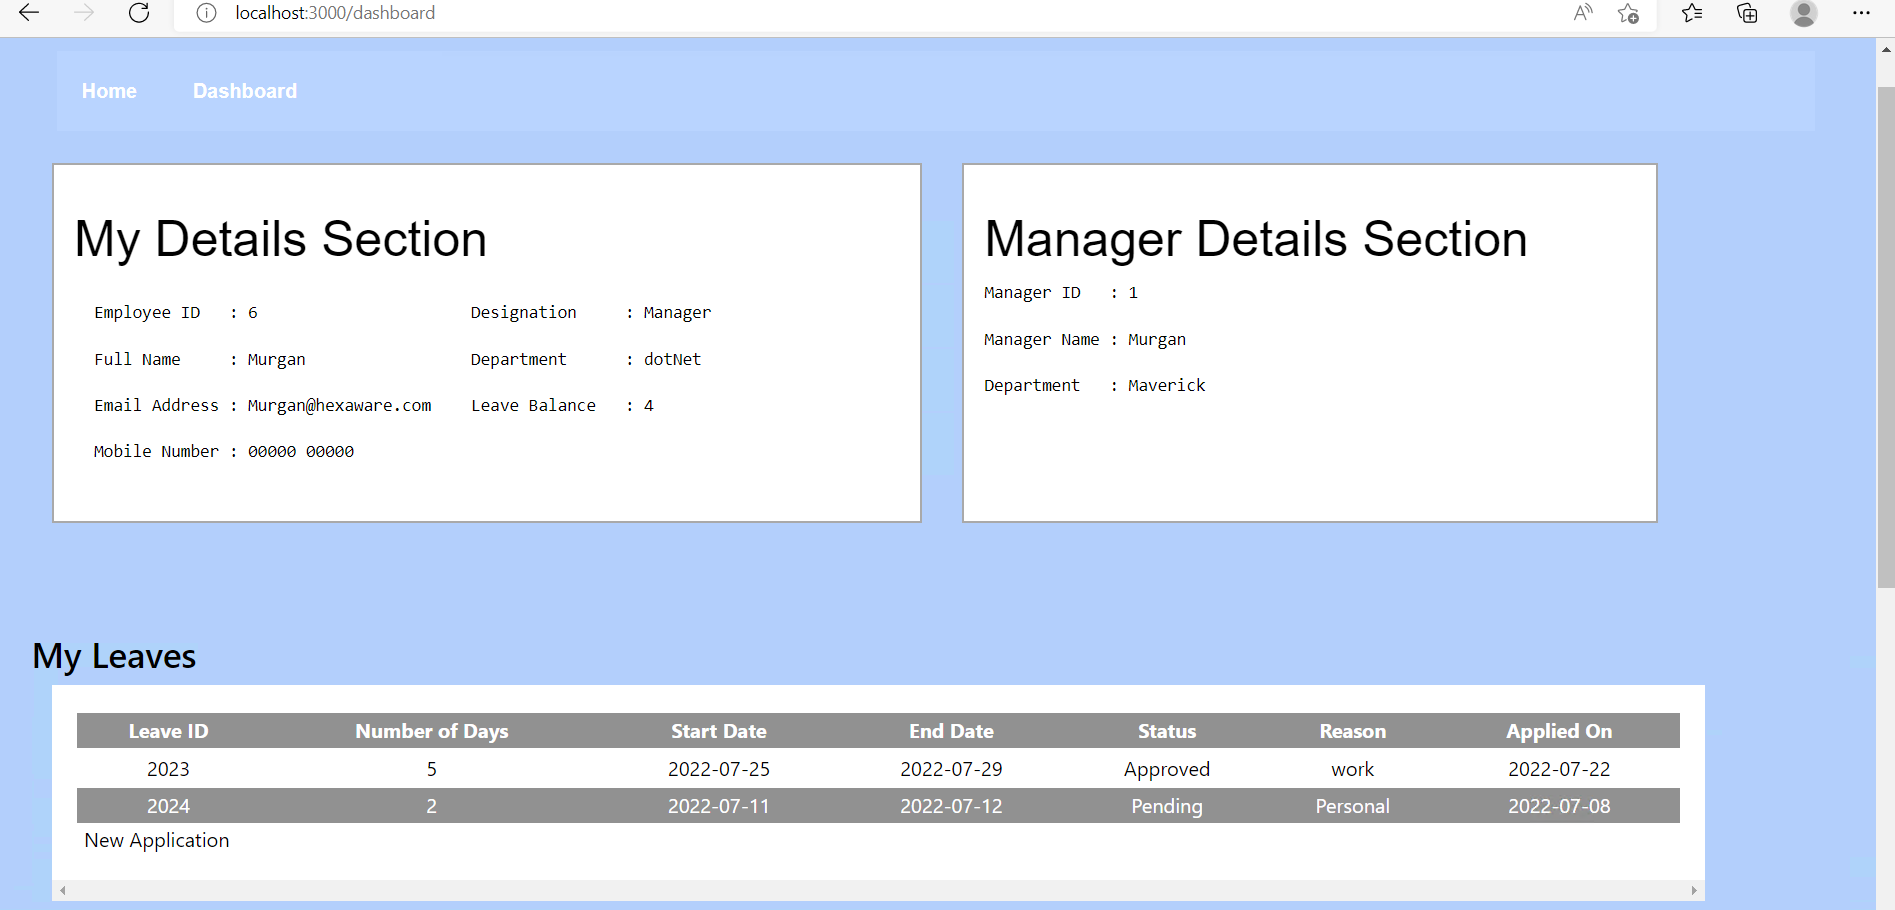 localhost:3000/dashboard
Home Dashboard
My Details Section
Employee ID : 6 Designation : Manager
Full Name : Murgan Department : dotNet
Email Address : Murgan@hexaware.com Leave Balance : 4
Mobile Number : 00000 00000
Manager Details Section
Manager ID : 1
Manager Name : Murgan
Department : Maverick
My Leaves
Leave ID Number of Days Start Date End Date Status Reason Applied On
2023 5 2022-07-25 2022-07-29 Approved work 2022-07-22
2024 2 2022-07-11 2022-07-12 Pending Personal 2022-07-08
New Application